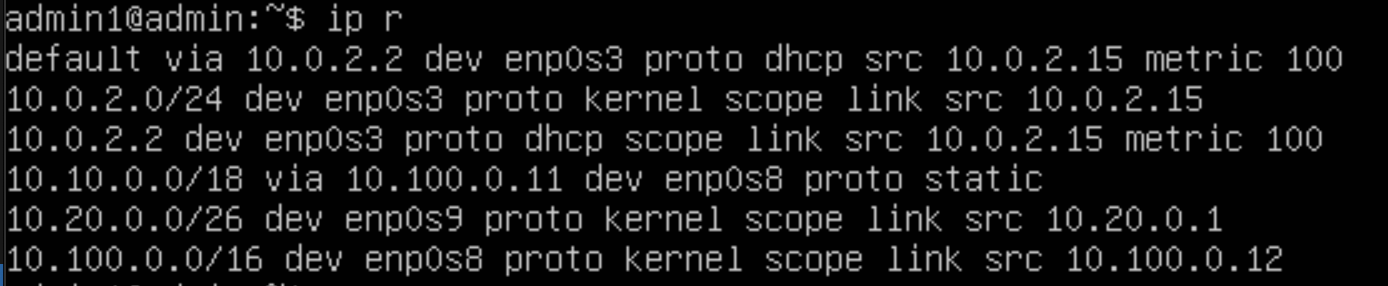 admin1@admin:~$ ip r
default via 10.0.2.2 dev enp0s3 proto dhcp src 10.0.2.15 metric 100
10.0.2.0/24 dev enp0s3 proto kernel scope link src 10.0.2.15
10.0.2.2 dev enp0s3 proto dhcp scope link src 10.0.2.15 metric 100
10.10.0.0/18 via 10.100.0.11 dev enp0s8 proto static
10.20.0.0/26 dev enp0s9 proto kernel scope link src 10.20.0.1
10.100.0.0/16 dev enp0s8 proto kernel scope link src 10.100.0.12